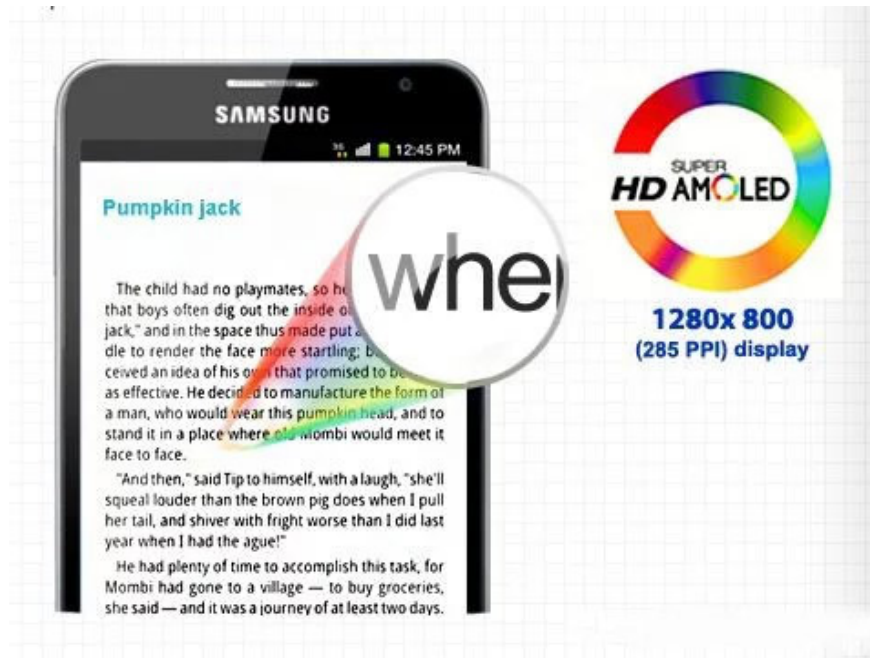 SAMSUNG
3G 12:45 PM
Pumpkin jack
The child had no playmates, so he
that boys often dig out the inside o
jack," and in the space thus made put a
dle to render the face more startling; b
ceived an idea of his own that promised to be
as effective. He decided to manufacture the form of
a man, who would wear this pumpkin head, and to
stand it in a place where old Mombi would meet it
face to face.
"And then," said Tip to himself, with a laugh, "she'll
squeal louder than the brown pig does when I pull
her tail, and shiver with fright worse than I did last
year when I had the ague!"
He had plenty of time to accomplish this task, for
Mombi had gone to a village — to buy groceries,
she said — and it was a journey of at least two days.
whe
SUPER
HD AMOLED
1280x 800
(285 PPI) display